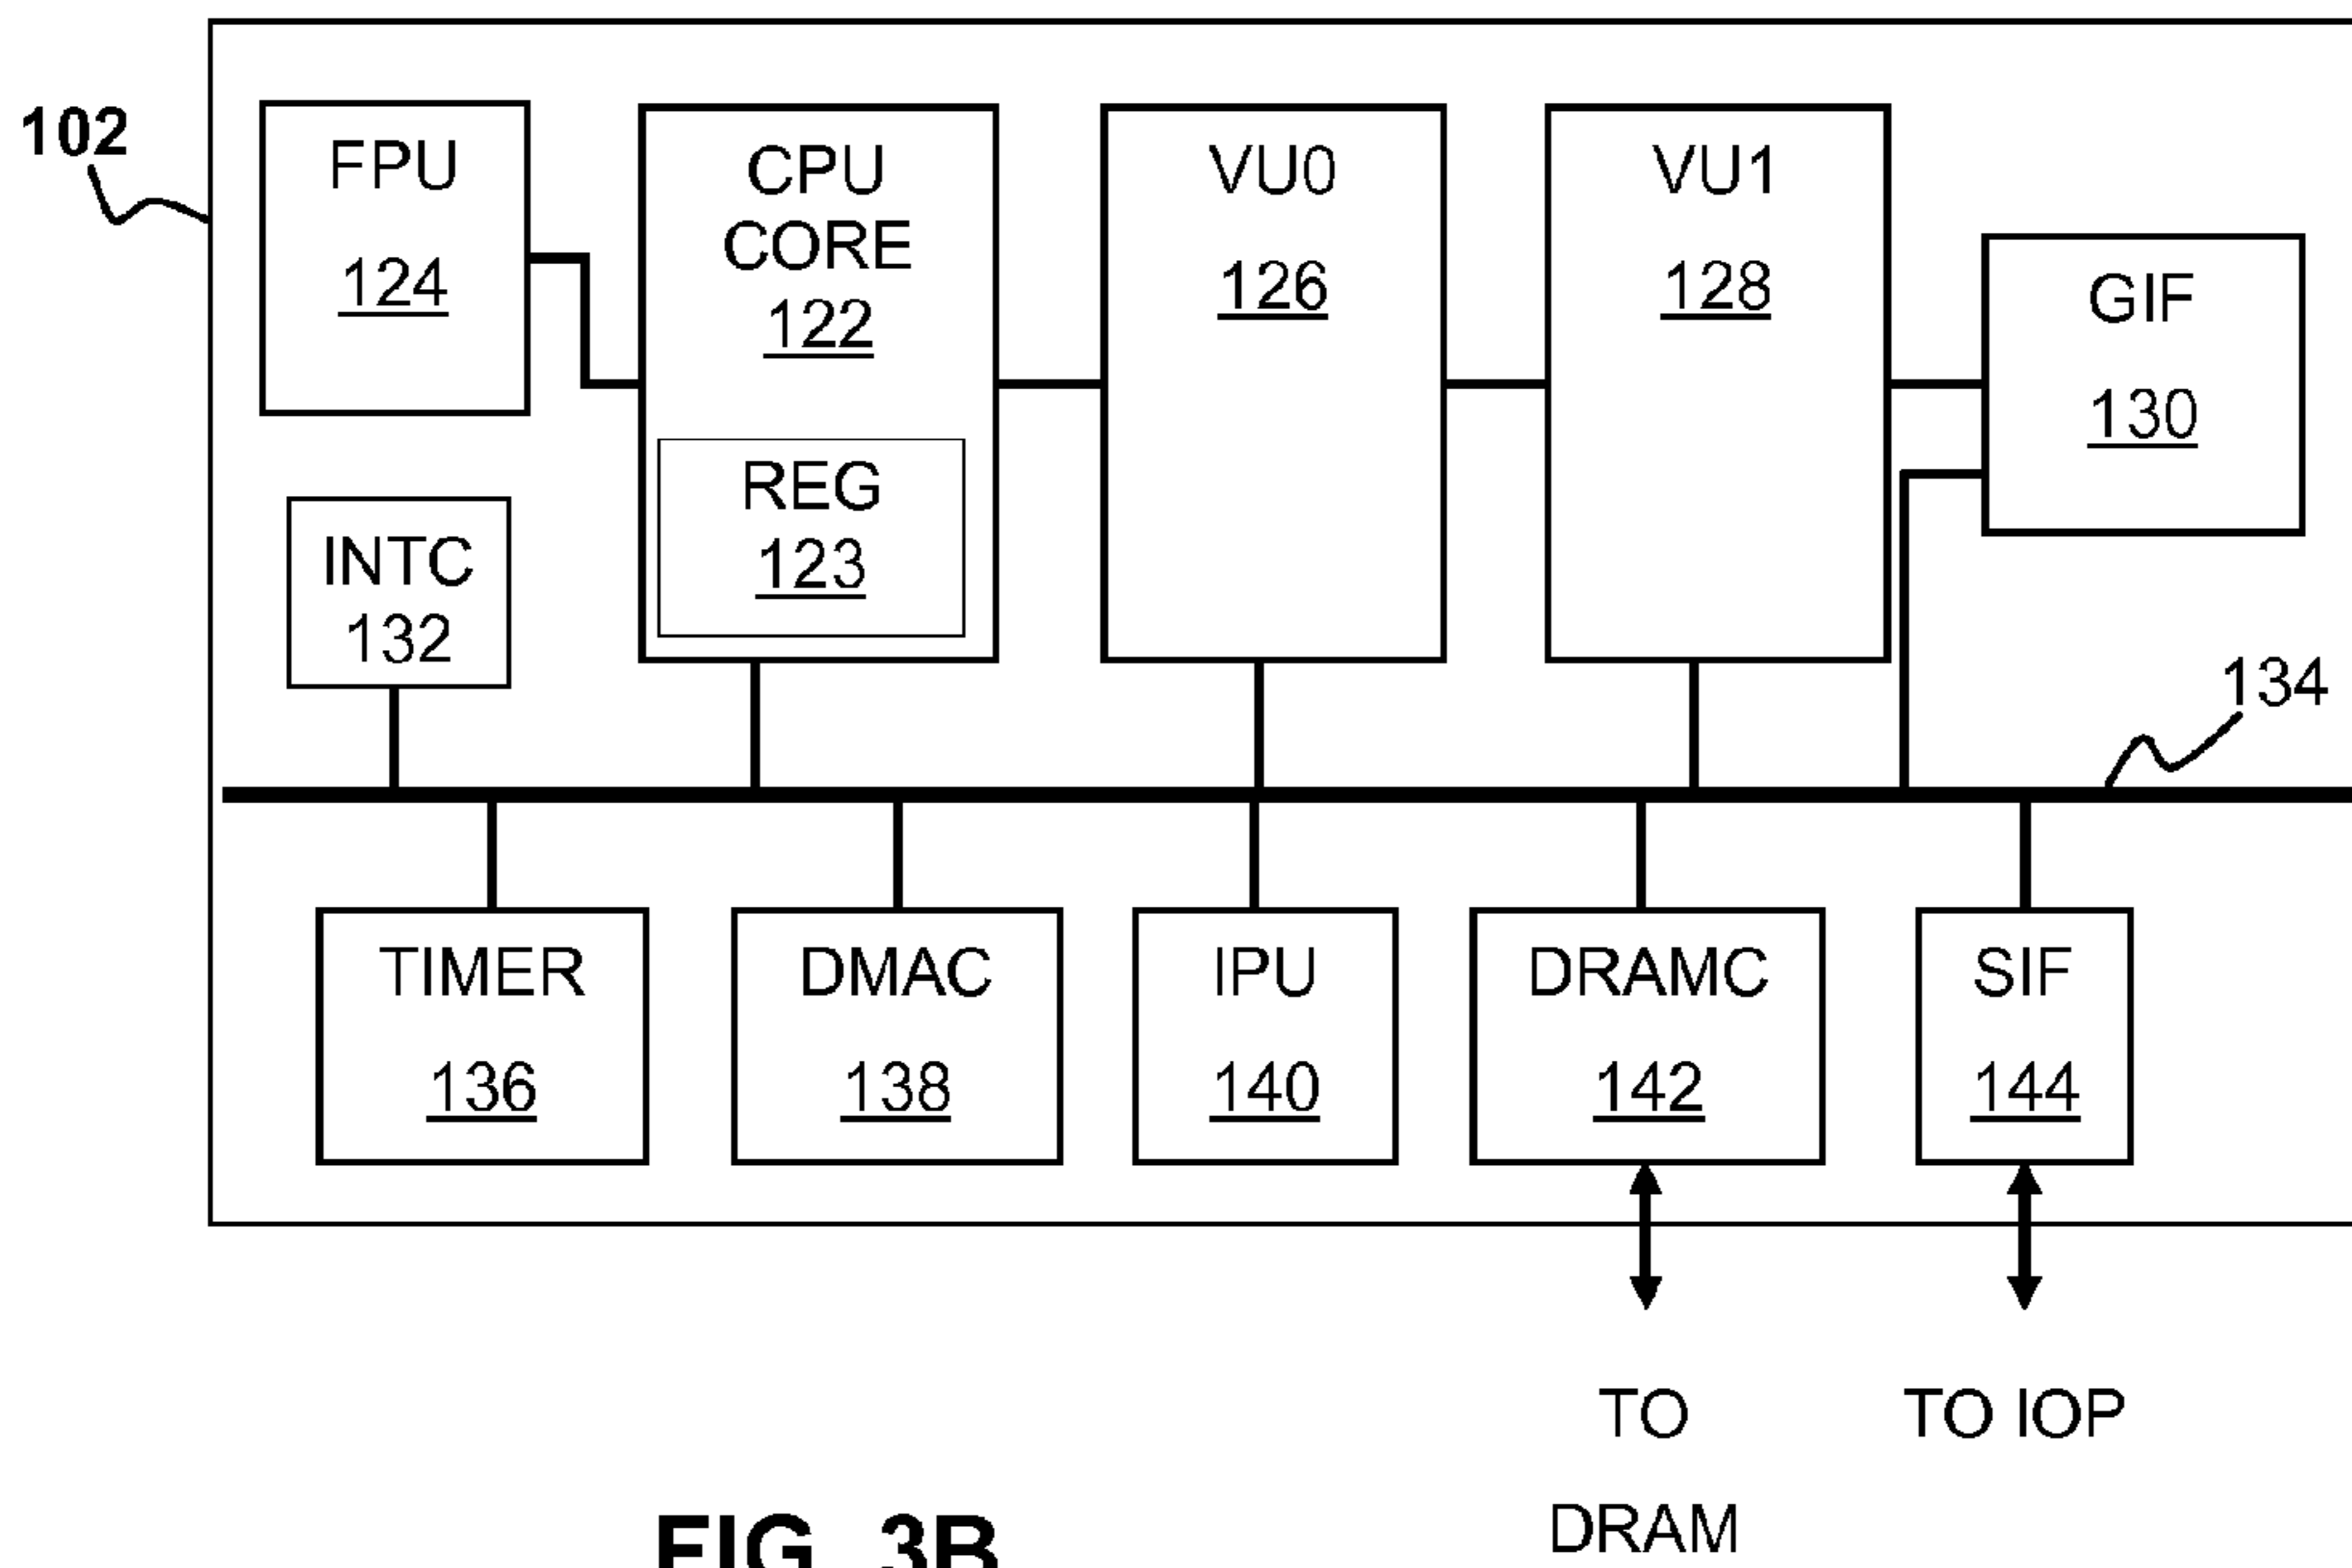 102
FPU
124
CPU
CORE
122
REG
123
VU0
126
VU1
128
GIF
130
INTC
132
134
TIMER
136
DMAC
138
IPU
140
DRAMC
142
SIF
144
TO
DRAM
TO IOP
FIG. 3B